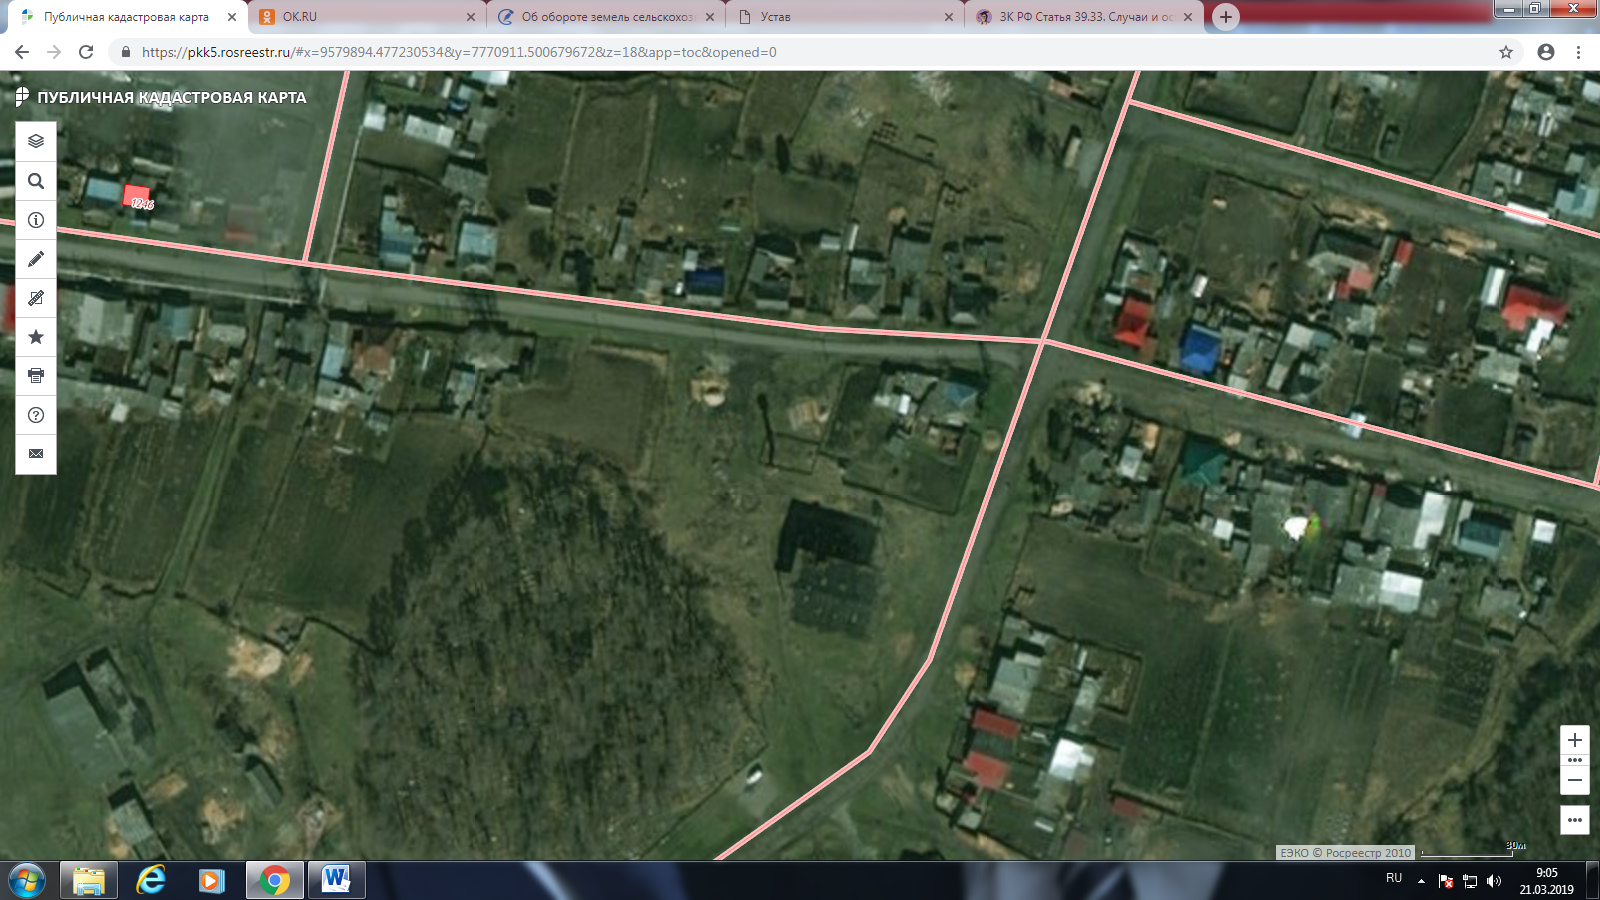 Публичная кадастровая карта
OK.RU
Об обороте земель сельскохоз
Устав
ЗК РФ Статья 39.33. Случаи и ос
https://pkk5.rosreestr.ru/#x=9579894.477230534&y=7770911.500679672&z=18&app=toc&opened=0
ПУБЛИЧНАЯ КАДАСТРОВАЯ КАРТА
1246
ЕЭКО © Росреестр 2010
30м
RU
9:05
21.03.2019